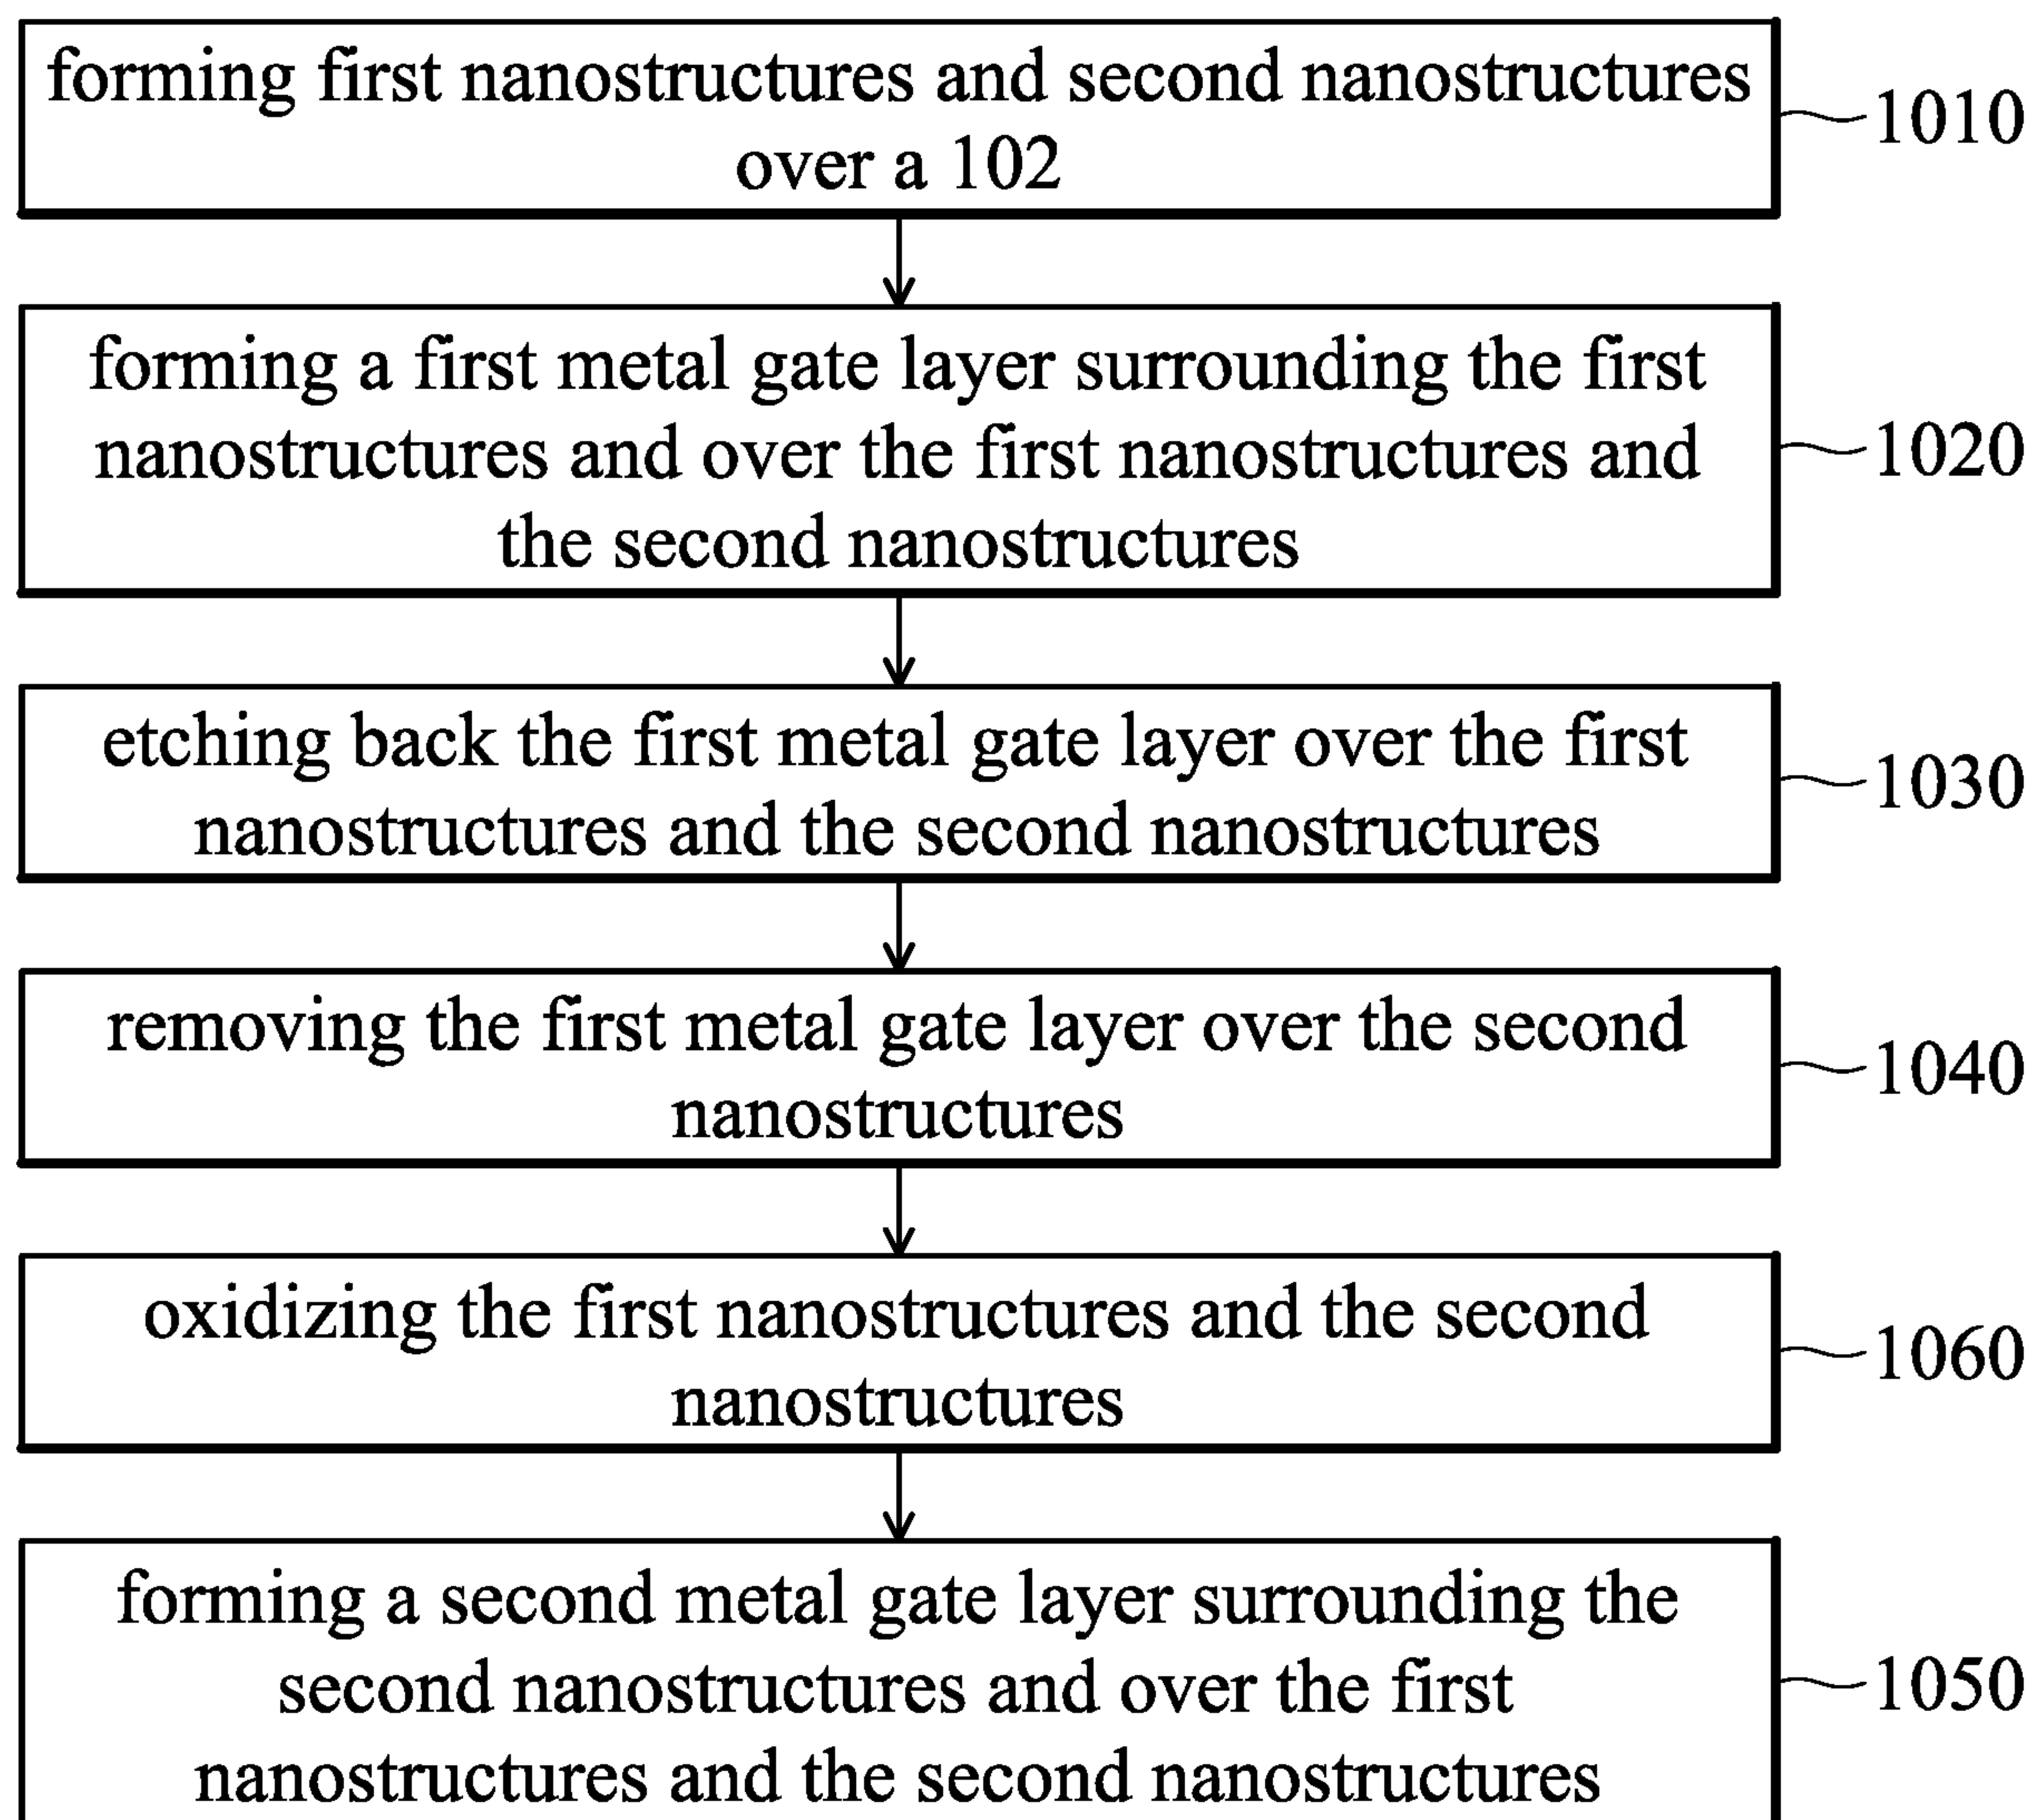 forming first nanostructures and second nanostructures
over a 102
1010
forming a first metal gate layer surrounding the first
nanostructures and over the first nanostructures and
the second nanostructures
1020
etching back the first metal gate layer over the first
nanostructures and the second nanostructures
1030
removing the first metal gate layer over the second
nanostructures
1040
oxidizing the first nanostructures and the second
nanostructures
1060
forming a second metal gate layer surrounding the
second nanostructures and over the first
nanostructures and the second nanostructures
1050